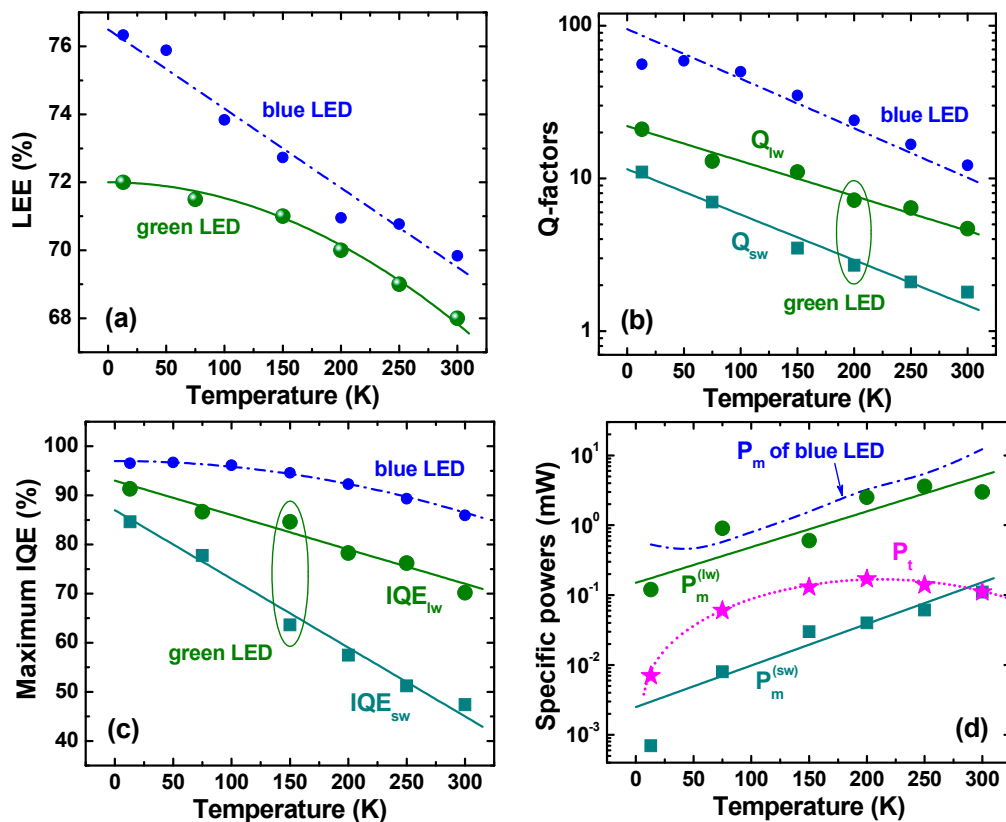 76
74
72
70
68
LEE (%)
blue LED
green LED
(a)
0 50 100 150 200 250 300
Temperature (K)
100
10
1
Q-factors
blue LED
Q_lw
Q_sw
green LED
(b)
0 50 100 150 200 250 300
Temperature (K)
100
90
80
70
60
50
40
Maximum IQE (%)
blue LED
IQE_lw
green LED
IQE_sw
(c)
0 50 100 150 200 250 300
Temperature (K)
10^1
10^0
10^-1
10^-2
10^-3
Specific powers (mW)
P_m of blue LED
P_t
P_m^(lw)
P_m^(sw)
(d)
0 50 100 150 200 250 300
Temperature (K)